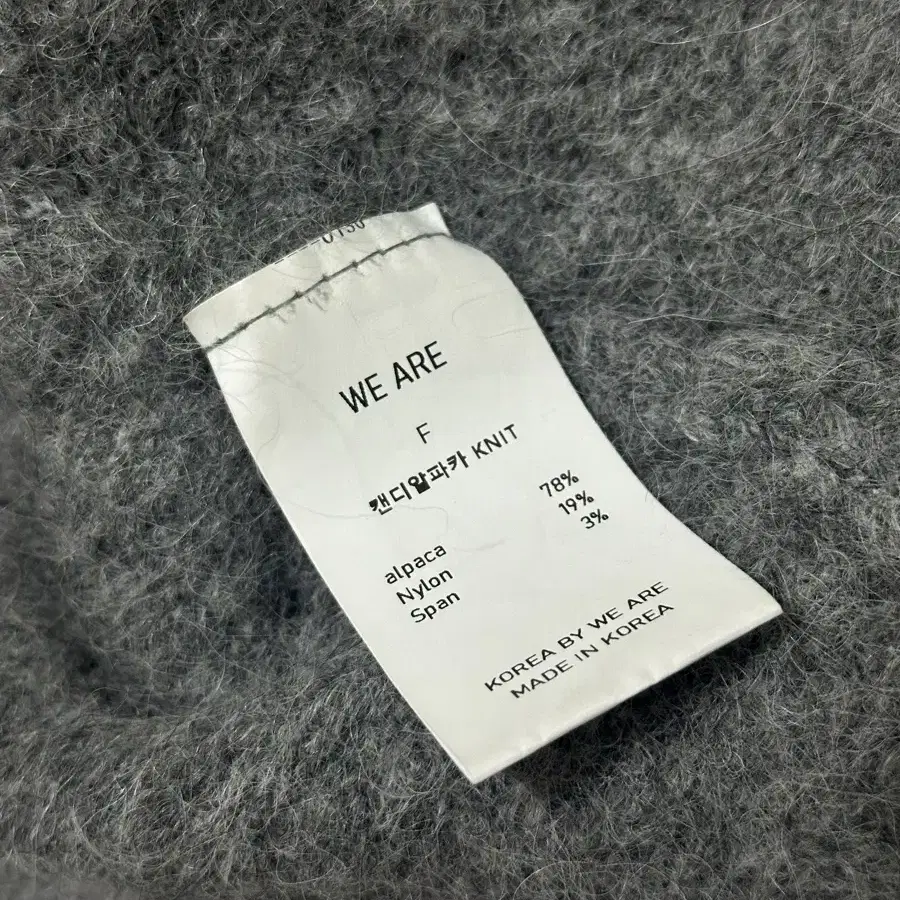 WE ARE
F
캔디알파카 KNIT
alpaca 78%
Nylon 19%
Span 3%
KOREA BY WE ARE
MADE IN KOREA